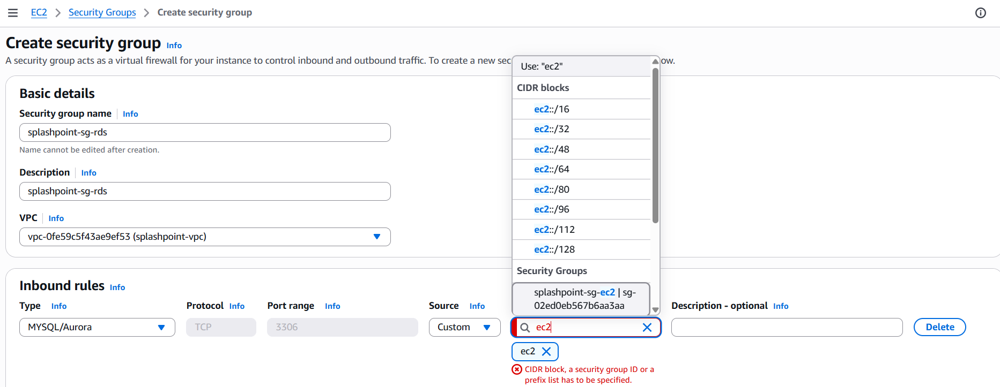 EC2 > Security Groups > Create security group
Create security group Info
A security group acts as a virtual firewall for your instance to control inbound and outbound traffic. To create a new sec ow.
Basic details
Security group name Info
splashpoint-sg-rds
Name cannot be edited after creation.
Description Info
splashpoint-sg-rds
VPC Info
vpc-0fe59c5f43ae9ef53 (splashpoint-vpc)
Use: "ec2"
CIDR blocks
ec2::/16
ec2::/32
ec2::/48
ec2::/64
ec2::/80
ec2::/96
ec2::/112
ec2::/128
Security Groups
splashpoint-sg-ec2 | sg-
02ed0eb567b6aa3aa
Inbound rules Info
Type Info Protocol Info Port range Info Source Info Description - optional Info
MYSQL/Aurora TCP 3306 Custom ec2 Delete
ec2
CIDR block, a security group ID or a
prefix list has to be specified.